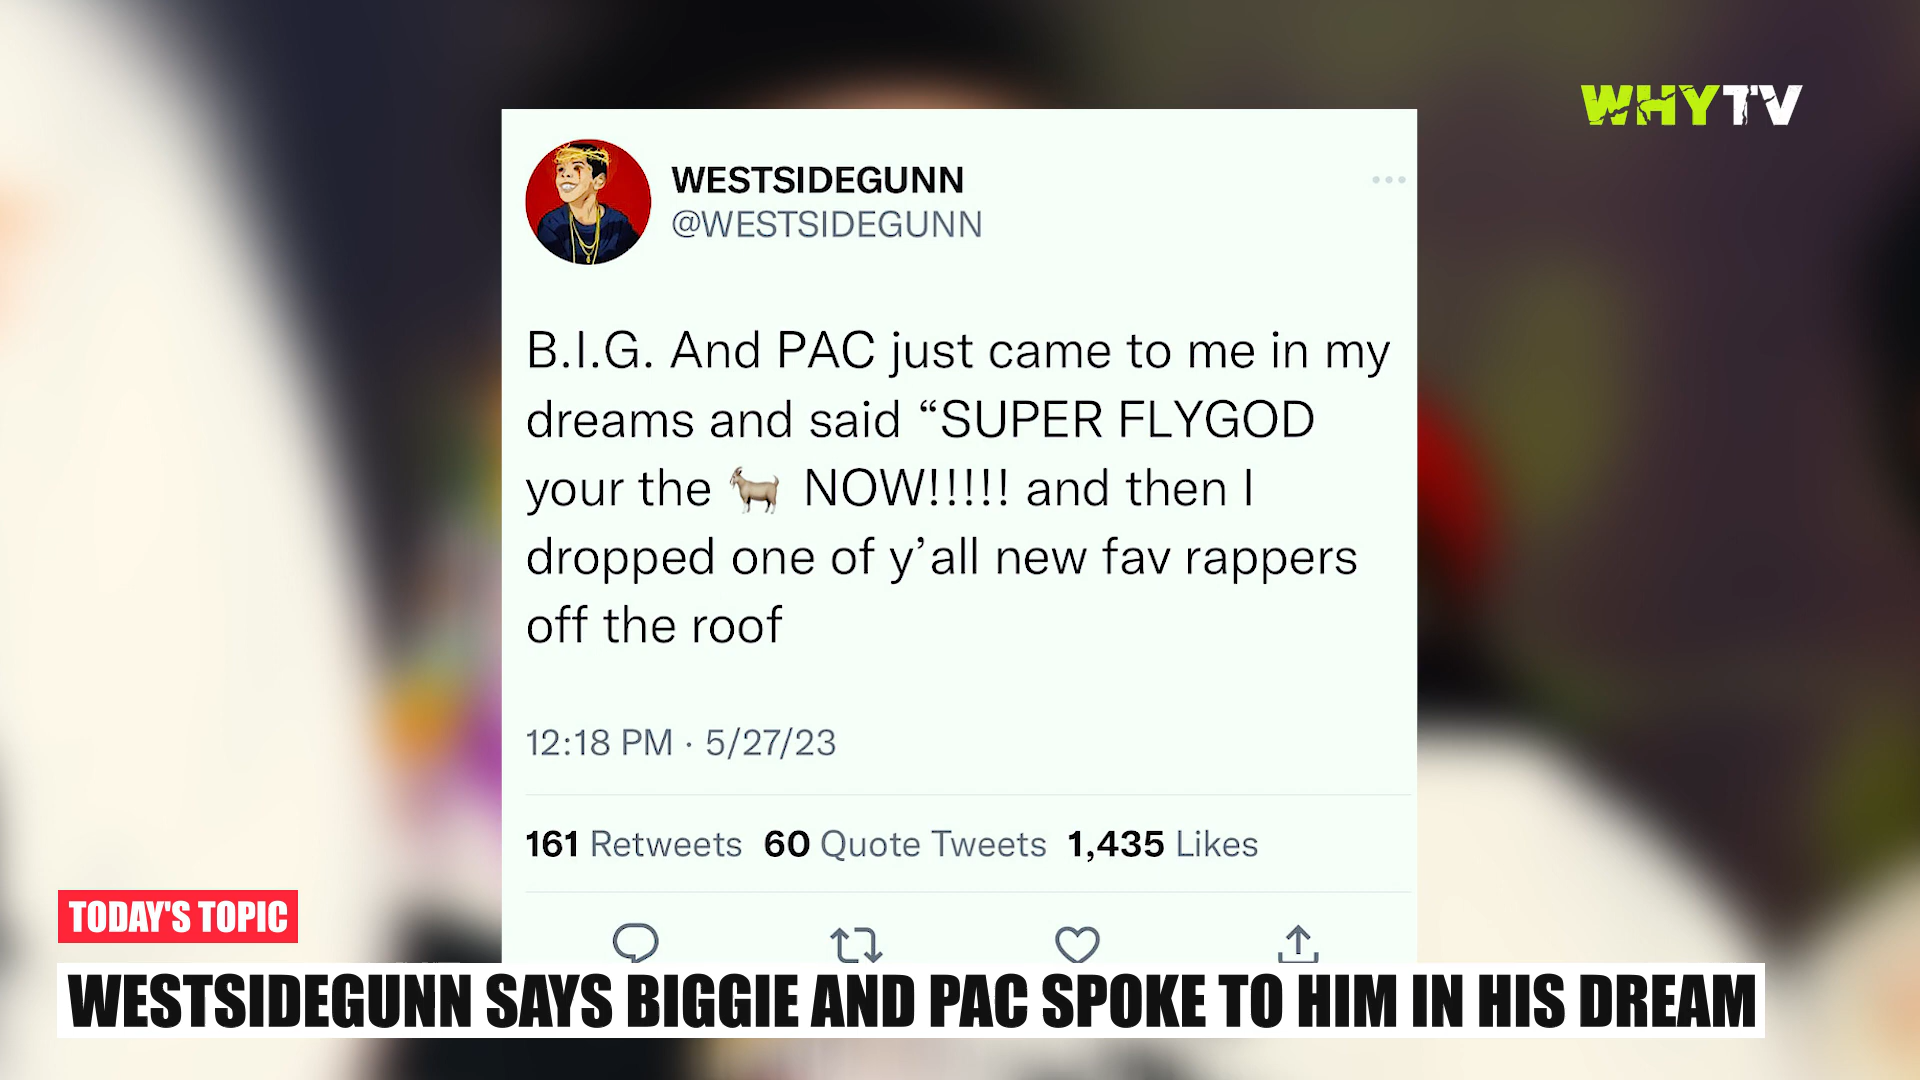 WHYTV
WESTSIDEGUNN
@WESTSIDEGUNN
B.I.G. And PAC just came to me in my
dreams and said “SUPER FLYGOD
your the 🐐 NOW!!!!! and then I
dropped one of y’all new fav rappers
off the roof
12:18 PM · 5/27/23
161 Retweets 60 Quote Tweets 1,435 Likes
TODAY'S TOPIC
WESTSIDEGUNN SAYS BIGGIE AND PAC SPOKE TO HIM IN HIS DREAM